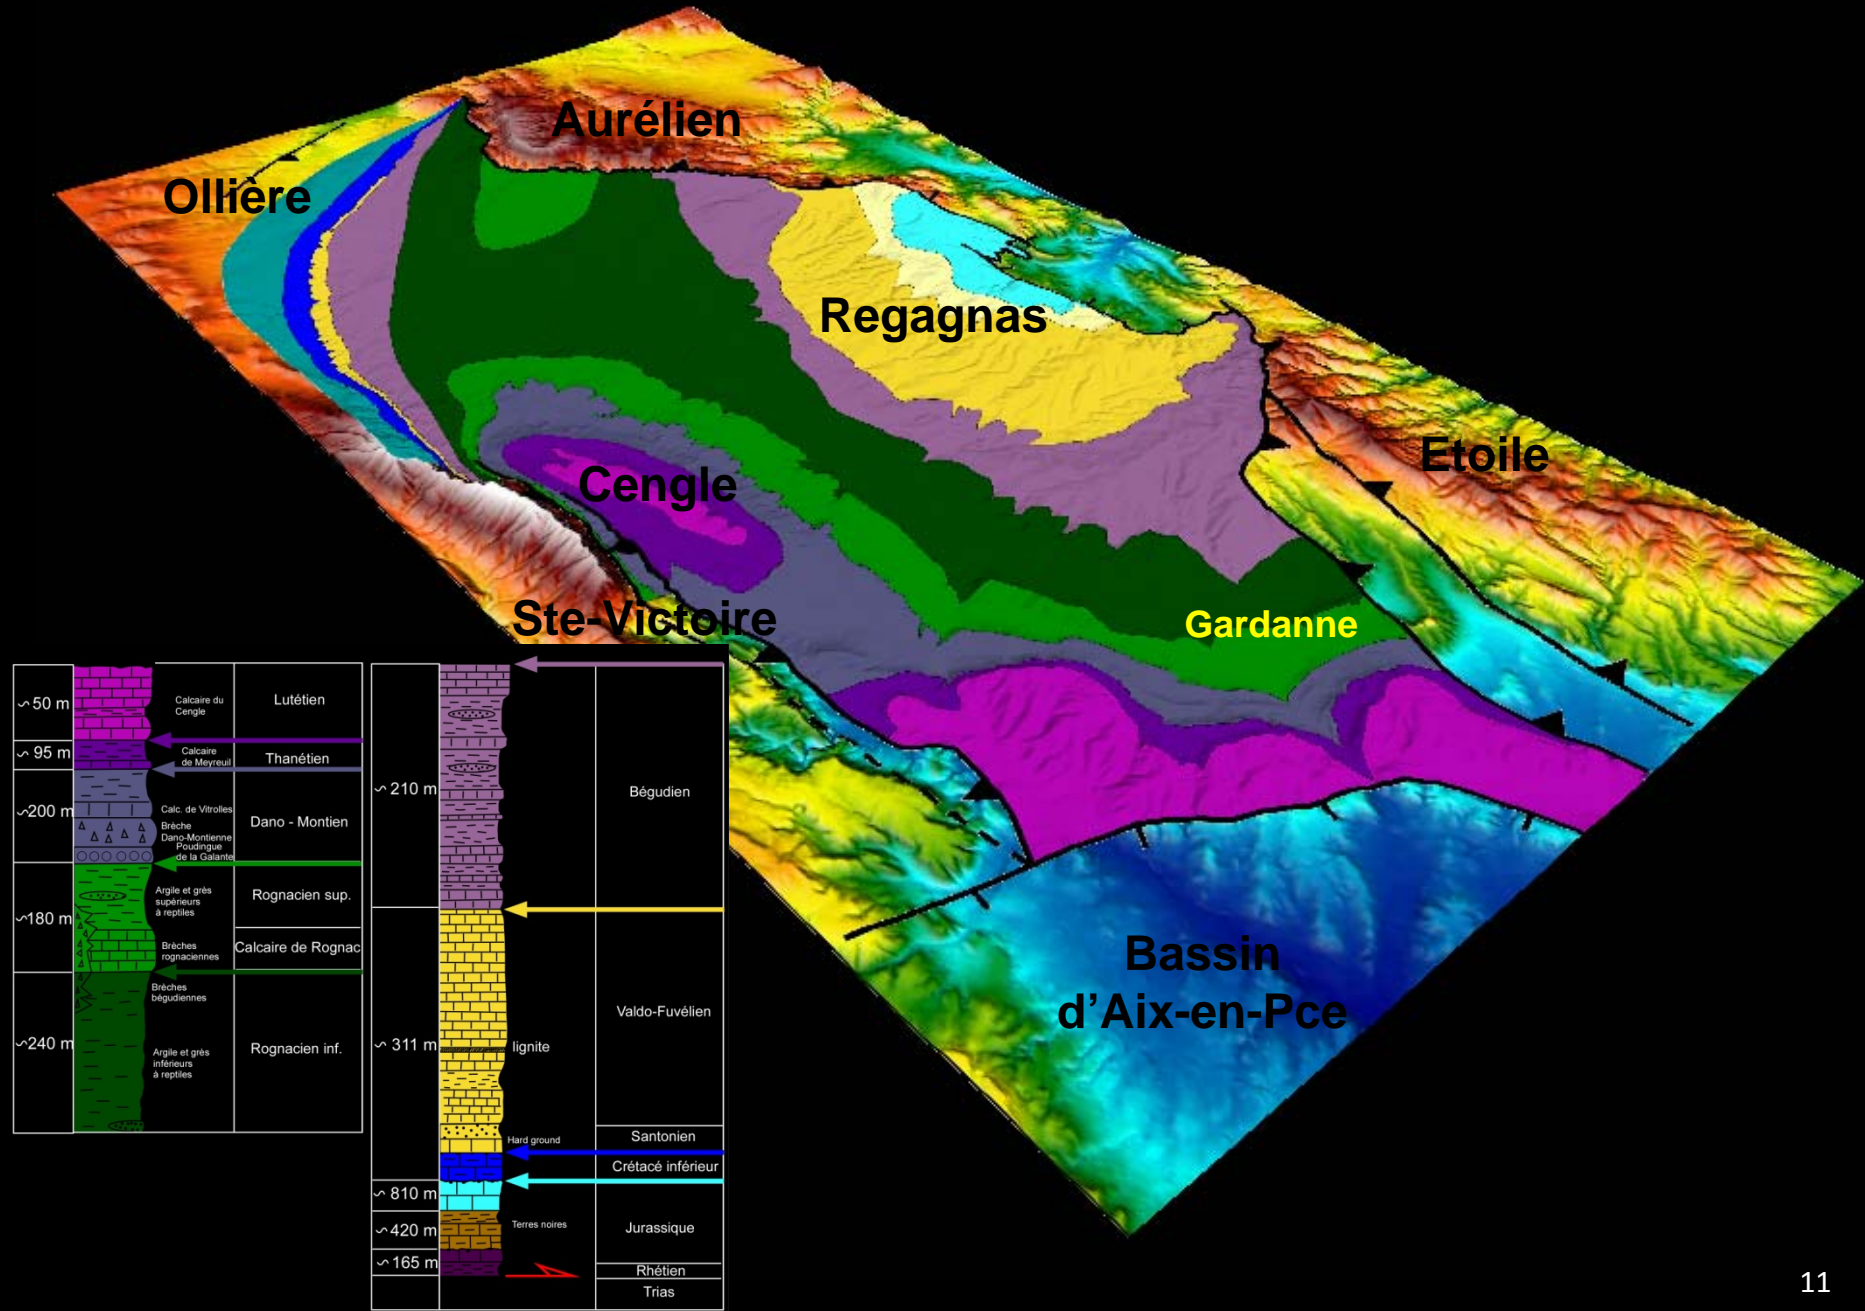 Aurélien
Ollière
Regagnas
Etoile
Cengle
Ste-Victoire
Gardanne
Bassin
d'Aix-en-Pce
~ 50 m
Calcaire du
Cengle
Lutétien
~ 95 m
Calcaire
de Meyreuil
Thanétien
~200 m
Calc. de Vitrolles
Brèche
Dano-Montienne
Poudingue
de la Galante
Dano - Montien
~180 m
Argile et grès
supérieurs
à reptiles
Rognacien sup.
Brèches
rognaciennes
Calcaire de Rognac
~240 m
Brèches
bégudiennes
Argile et grès
inférieurs
à reptiles
Rognacien inf.
~ 210 m
Bégudien
~ 311 m
lignite
Valdo-Fuvélien
Santonien
Hard ground
Crétacé inférieur
~ 810 m
~ 420 m
Terres noires
Jurassique
~ 165 m
Rhétien
Trias
11